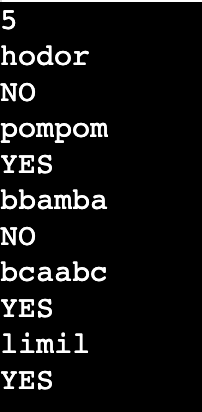 5
hodor
NO
pompom
YES
bbamba
NO
bcaabc
YES
limil
YES